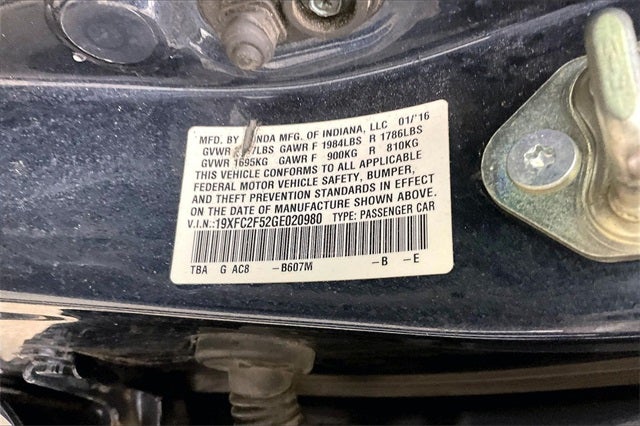 MFD. BY HONDA MFG. OF INDIANA, LLC 01/'16
GVWR LBS GAWR F 1984LBS R 1786LBS
GVWR 1695KG GAWR F 900KG R 810KG
THIS VEHICLE CONFORMS TO ALL APPLICABLE
FEDERAL MOTOR VEHICLE SAFETY, BUMPER,
AND THEFT PREVENTION STANDARDS IN EFFECT
ON THE DATE OF MANUFACTURE SHOWN ABOVE.
V.I.N.:19XFC2F52GE020980 TYPE: PASSENGER CAR
TBA G AC8 -B607M -B -E